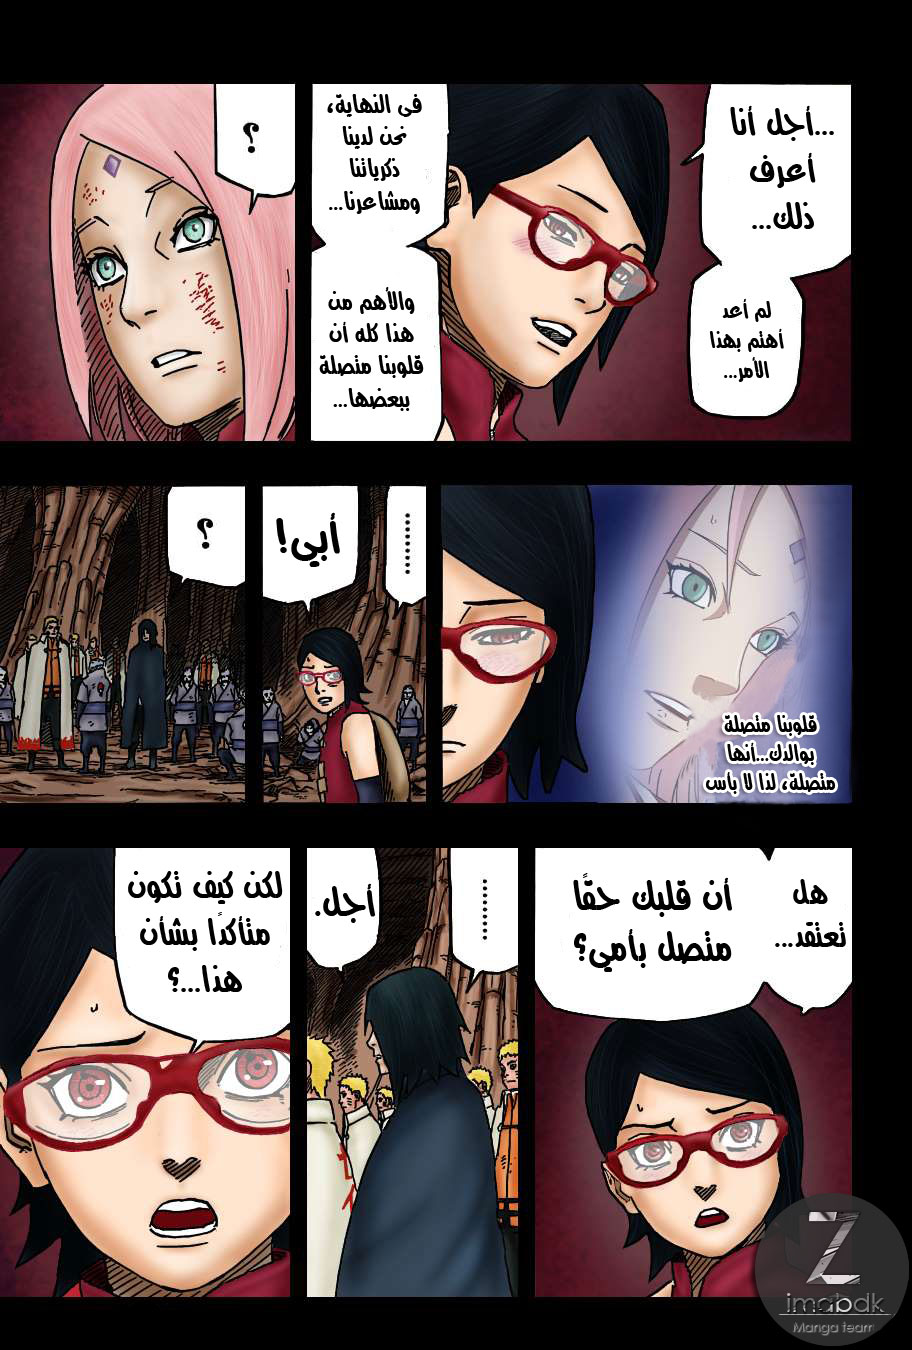 ...أجل أنا
أعرف
ذلك...
لم أعد
أهتم بهذا
الأمر...
فى النهاية،
نحن لدينا
ذكرياتنا
ومشاعرنا...
والأهم من
هذا كله أن
قلوبنا متصلة
ببعضها...
؟
قلوبنا متصلة
بوالدك...أنها
متصلة، لذا لا بأس
.........
أبي!
؟
هل
تعتقد...
أن قلبك حقًا
متصل بأمي؟
.........
أجل.
لكن كيف تكون
متأكدًا بشأن
هذا...؟
Z
imabdk
Manga team